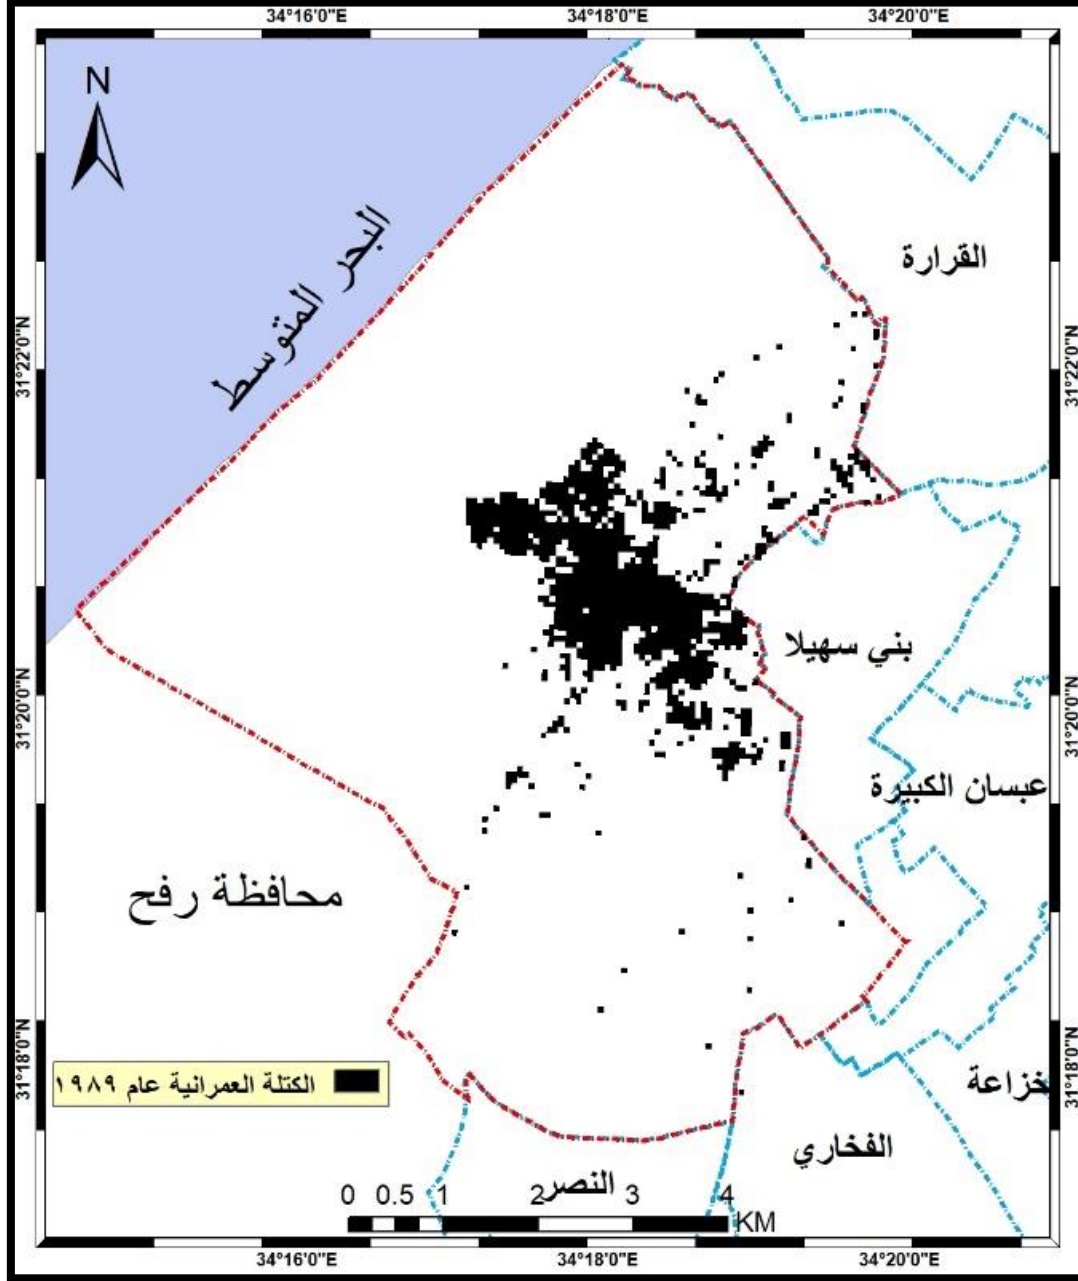 34°16'0"E 34°18'0"E 34°20'0"E
N
البحر المتوسط
القرارة
31°22'0"N 31°22'0"N
بني سهيلا
31°20'0"N 31°20'0"N
عبسان الكبيرة
محافظة رفح
31°18'0"N 31°18'0"N
الكتلة العمرانية عام ١٩٨٩
خزاعة
الفخاري
النصر
0 0.5 1 2 3 4
KM
34°16'0"E 34°18'0"E 34°20'0"E